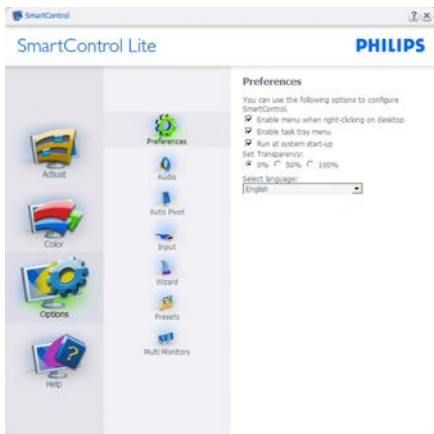 SmartControl
SmartControl Lite
PHILIPS
Adjust
Color
Options
Help
Preferences
Audio
Auto Pivot
Input
Wizard
Presets
Multi Monitors
Preferences
You can use the following options to configure
SmartControl.
Enable menu when right-clicking on desktop
Enable task tray menu
Run at system start-up
Set Transparency:
0% 50% 100%
Select language:
English